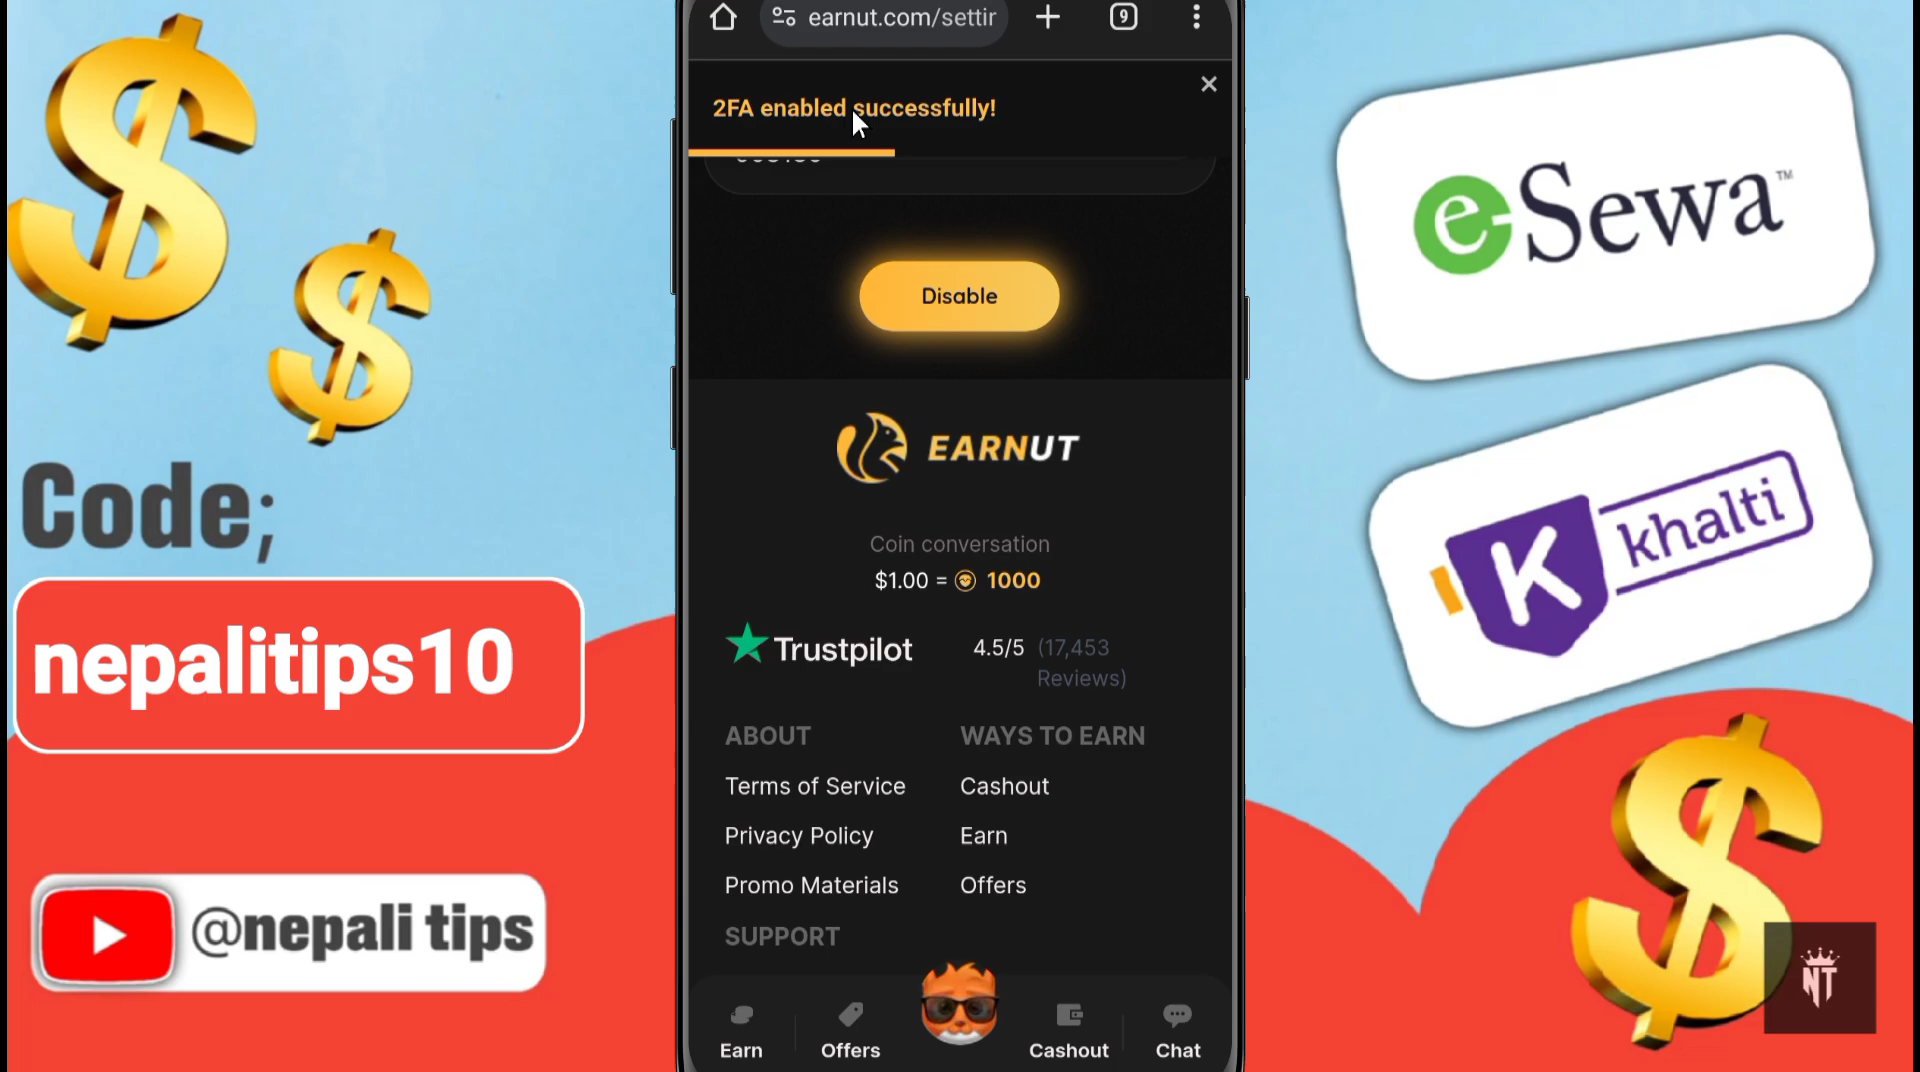 9
earnut.com/settir
2FA enabled successfully!
Disable
EARNUT
Coin conversation
$1.00 = 1000
Trustpilot 4.5/5 (17,453
Reviews)
ABOUT
WAYS TO EARN
Terms of Service
Cashout
Privacy Policy
Earn
Promo Materials
Offers
SUPPORT
Earn
Offers
Cashout
Chat
Code;
nepalitips10
@nepali tips
e-Sewa™
K khalti
NT